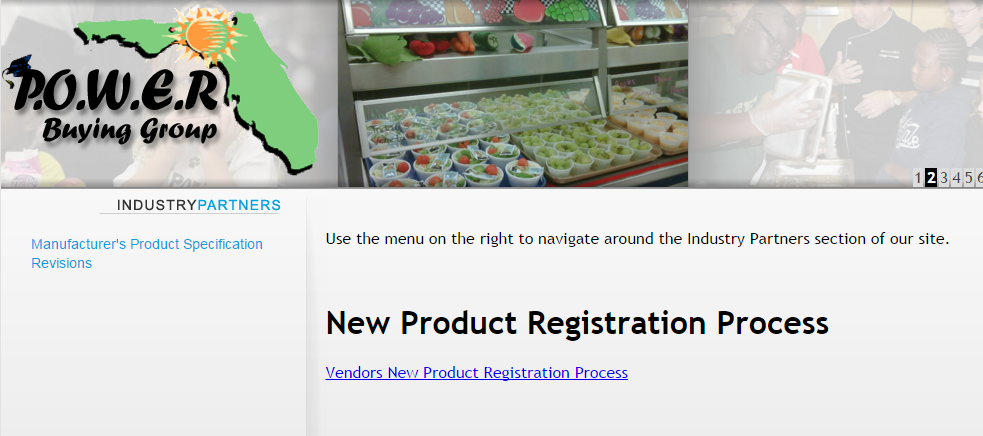 P.O.W.E.R
Buying Group
1 2 3 4 5 6
INDUSTRYPARTNERS
Manufacturer's Product Specification
Revisions
Use the menu on the right to navigate around the Industry Partners section of our site.
New Product Registration Process
Vendors New Product Registration Process